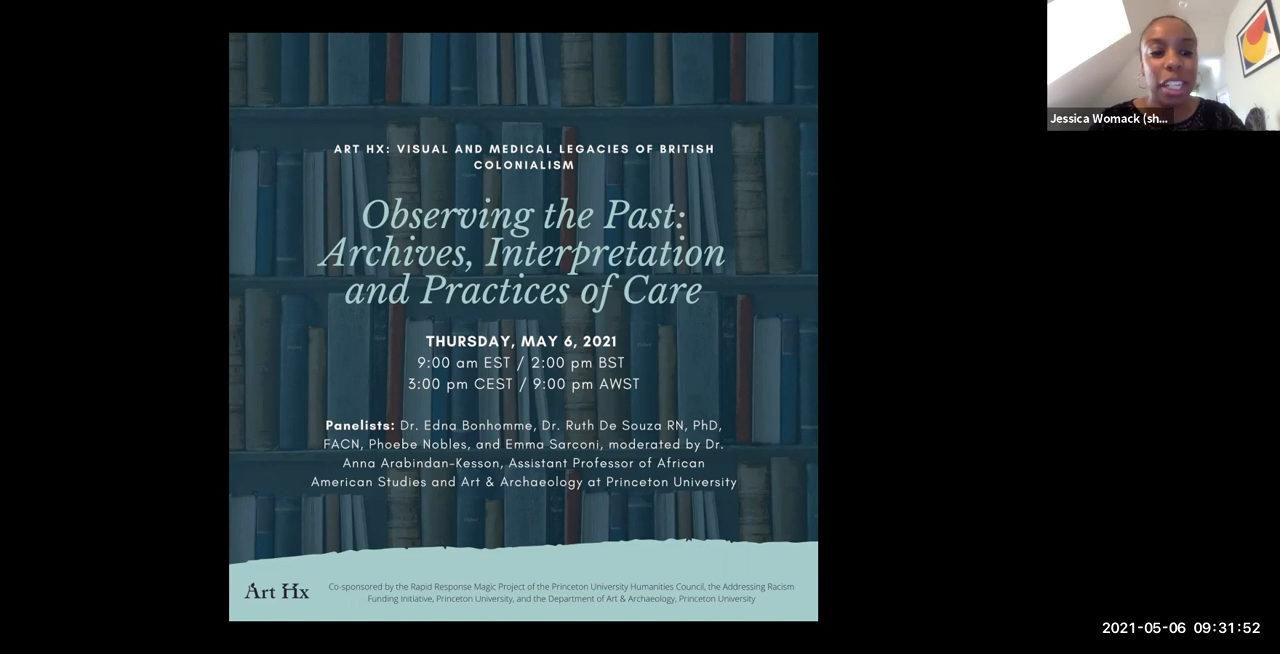 ART HX: VISUAL AND MEDICAL LEGACIES OF BRITISH
COLONIALISM
Observing the Past:
Archives, Interpretation
and Practices of Care
THURSDAY, MAY 6, 2021
9:00 am EST / 2:00 pm BST
3:00 pm CEST / 9:00 pm AWST
Panelists: Dr. Edna Bonhomme, Dr. Ruth De Souza RN, PhD,
FACN, Phoebe Nobles, and Emma Sarconi, moderated by Dr.
Anna Arabindan-Kesson, Assistant Professor of African
American Studies and Art & Archaeology at Princeton University
Art Hx
Co-sponsored by the Rapid Response Magic Project of the Princeton University Humanities Council, the Addressing Racism
Funding Initiative, Princeton University, and the Department of Art & Archaeology, Princeton University
Jessica Womack (sh...
2021-05-06 09:31:52